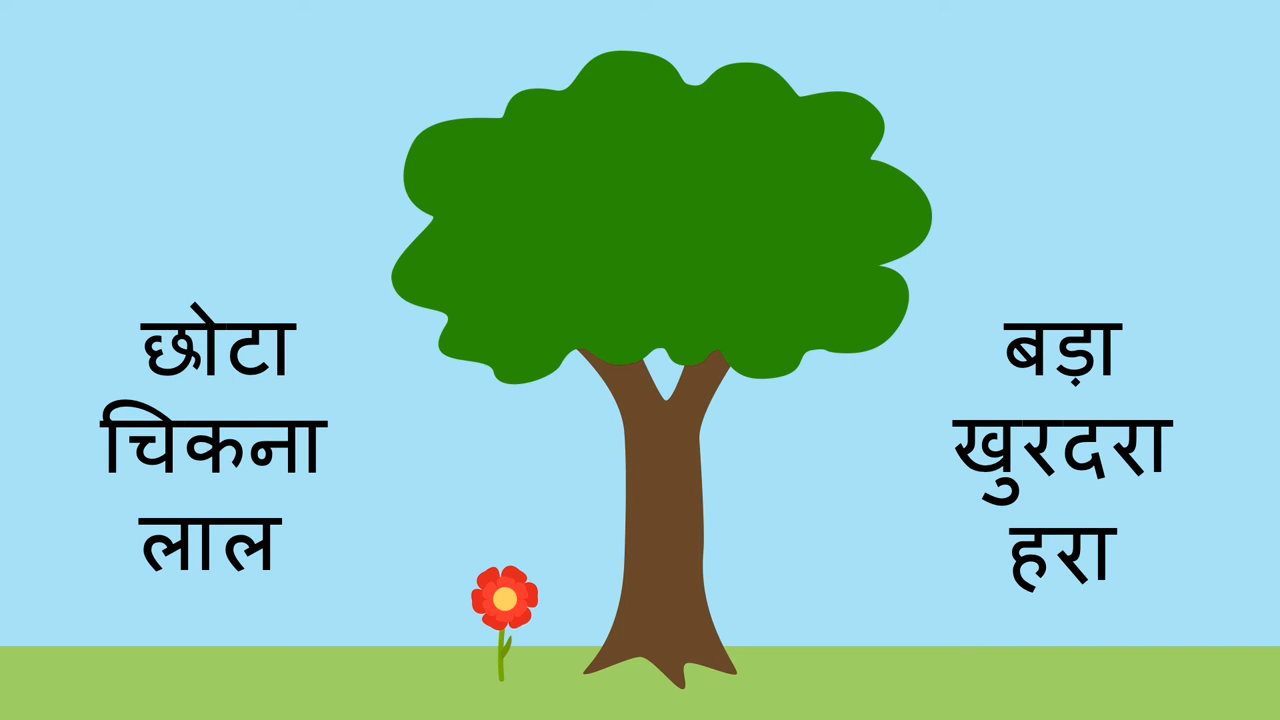 छोटा
चिकना
लाल
बड़ा
खुरदरा
हरा